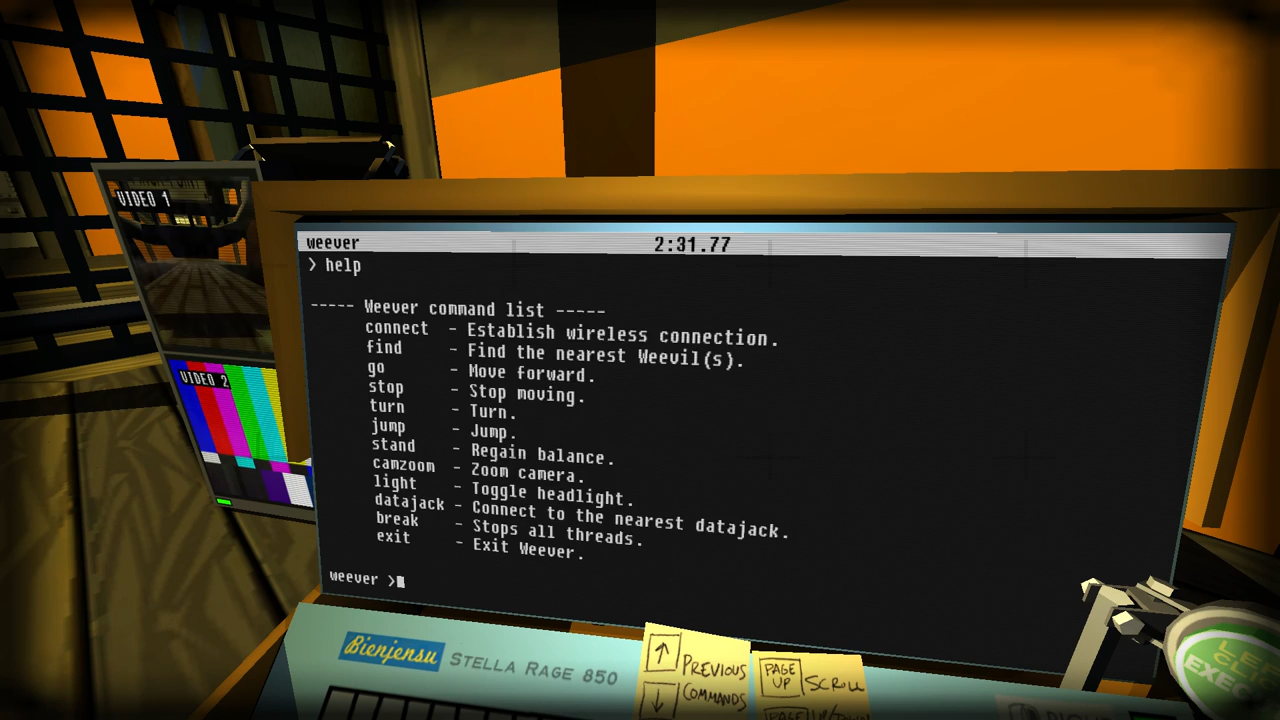 VIDEO 1
VIDEO 2
weever 2:31.77
> help
----- Weever command list -----
connect - Establish wireless connection.
find - Find the nearest Weevil(s).
go - Move forward.
stop - Stop moving.
turn - Turn.
jump - Jump.
stand - Regain balance.
camzoom - Zoom camera.
light - Toggle headlight.
datajack - Connect to the nearest datajack.
break - Stops all threads.
exit - Exit Weever.
weever >
Bienjensu STELLA RAGE 850
↑ PREVIOUS
↓ COMMANDS
PAGE UP SCROLL